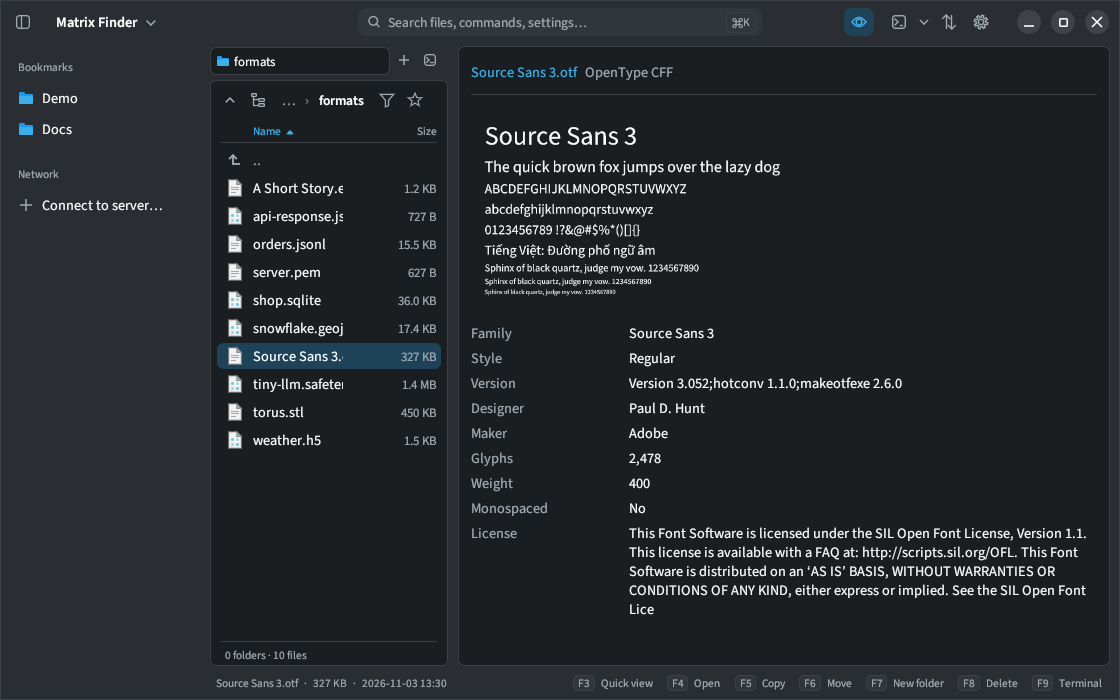 Matrix Finder
Search files, commands, settings…
⌘K
Bookmarks
Demo
Docs
Network
Connect to server…
formats
… › formats
Name Size
..
A Short Story.e 1.2 KB
api-response.js 727 B
orders.jsonl 15.5 KB
server.pem 627 B
shop.sqlite 36.0 KB
snowflake.geoj 17.4 KB
Source Sans 3. 327 KB
tiny-llm.safeter 1.4 MB
torus.stl 450 KB
weather.h5 1.5 KB
0 folders · 10 files
Source Sans 3.otf OpenType CFF
Source Sans 3
The quick brown fox jumps over the lazy dog
ABCDEFGHIJKLMNOPQRSTUVWXYZ
abcdefghijklmnopqrstuvwxyz
0123456789 !?&@#$%*()[]{}
Tiếng Việt: Đường phố ngữ âm
Sphinx of black quartz, judge my vow. 1234567890
Sphinx of black quartz, judge my vow. 1234567890
Sphinx of black quartz, judge my vow. 1234567890
Family Source Sans 3
Style Regular
Version Version 3.052;hotconv 1.1.0;makeotfexe 2.6.0
Designer Paul D. Hunt
Maker Adobe
Glyphs 2,478
Weight 400
Monospaced No
License This Font Software is licensed under the SIL Open Font License, Version 1.1.
This license is available with a FAQ at: http://scripts.sil.org/OFL. This Font
Software is distributed on an ‘AS IS’ BASIS, WITHOUT WARRANTIES OR
CONDITIONS OF ANY KIND, either express or implied. See the SIL Open Font
Lice
Source Sans 3.otf · 327 KB · 2026-11-03 13:30
F3 Quick view F4 Open F5 Copy F6 Move F7 New folder F8 Delete F9 Terminal